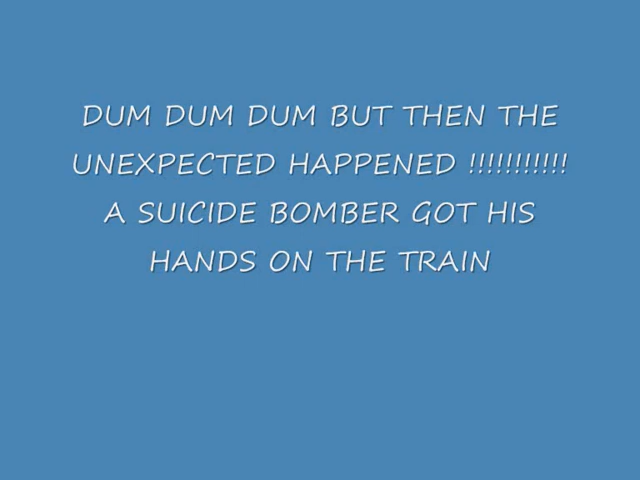 DUM DUM DUM BUT THEN THE
UNEXPECTED HAPPENED !!!!!!!!!!!
A SUICIDE BOMBER GOT HIS
HANDS ON THE TRAIN